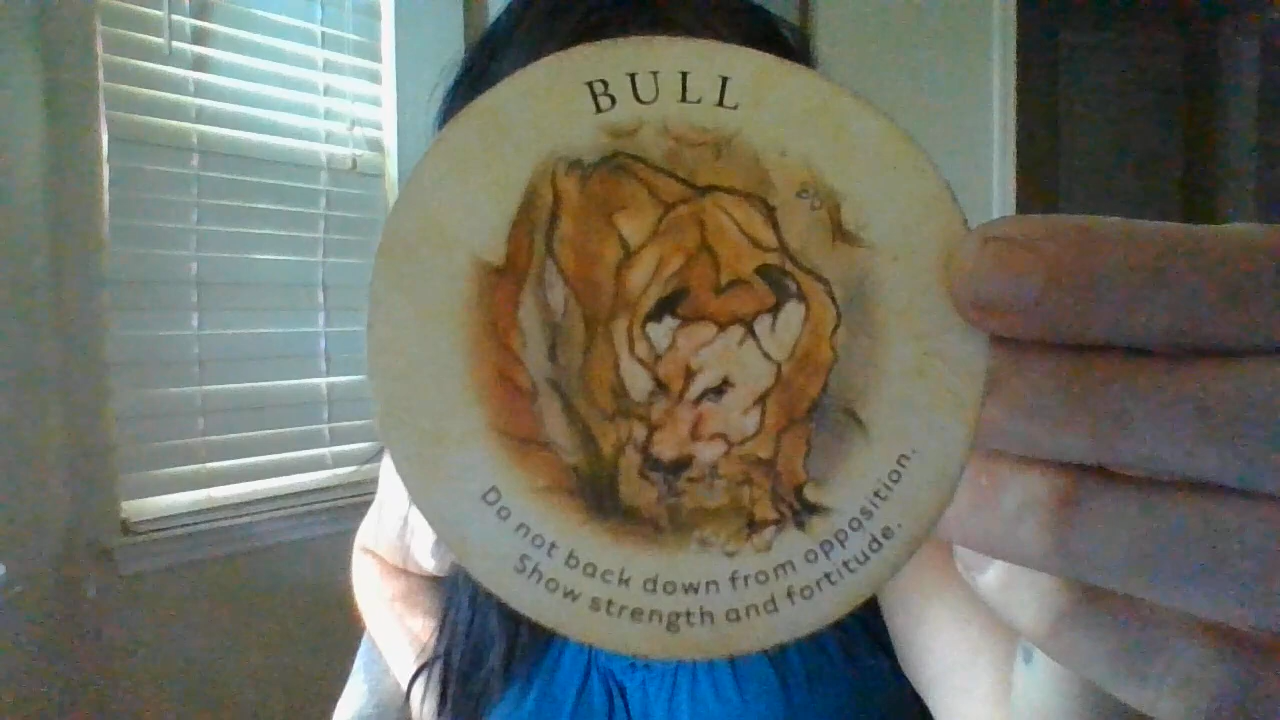 BULL
Do not back down from opposition.
Show strength and fortitude.